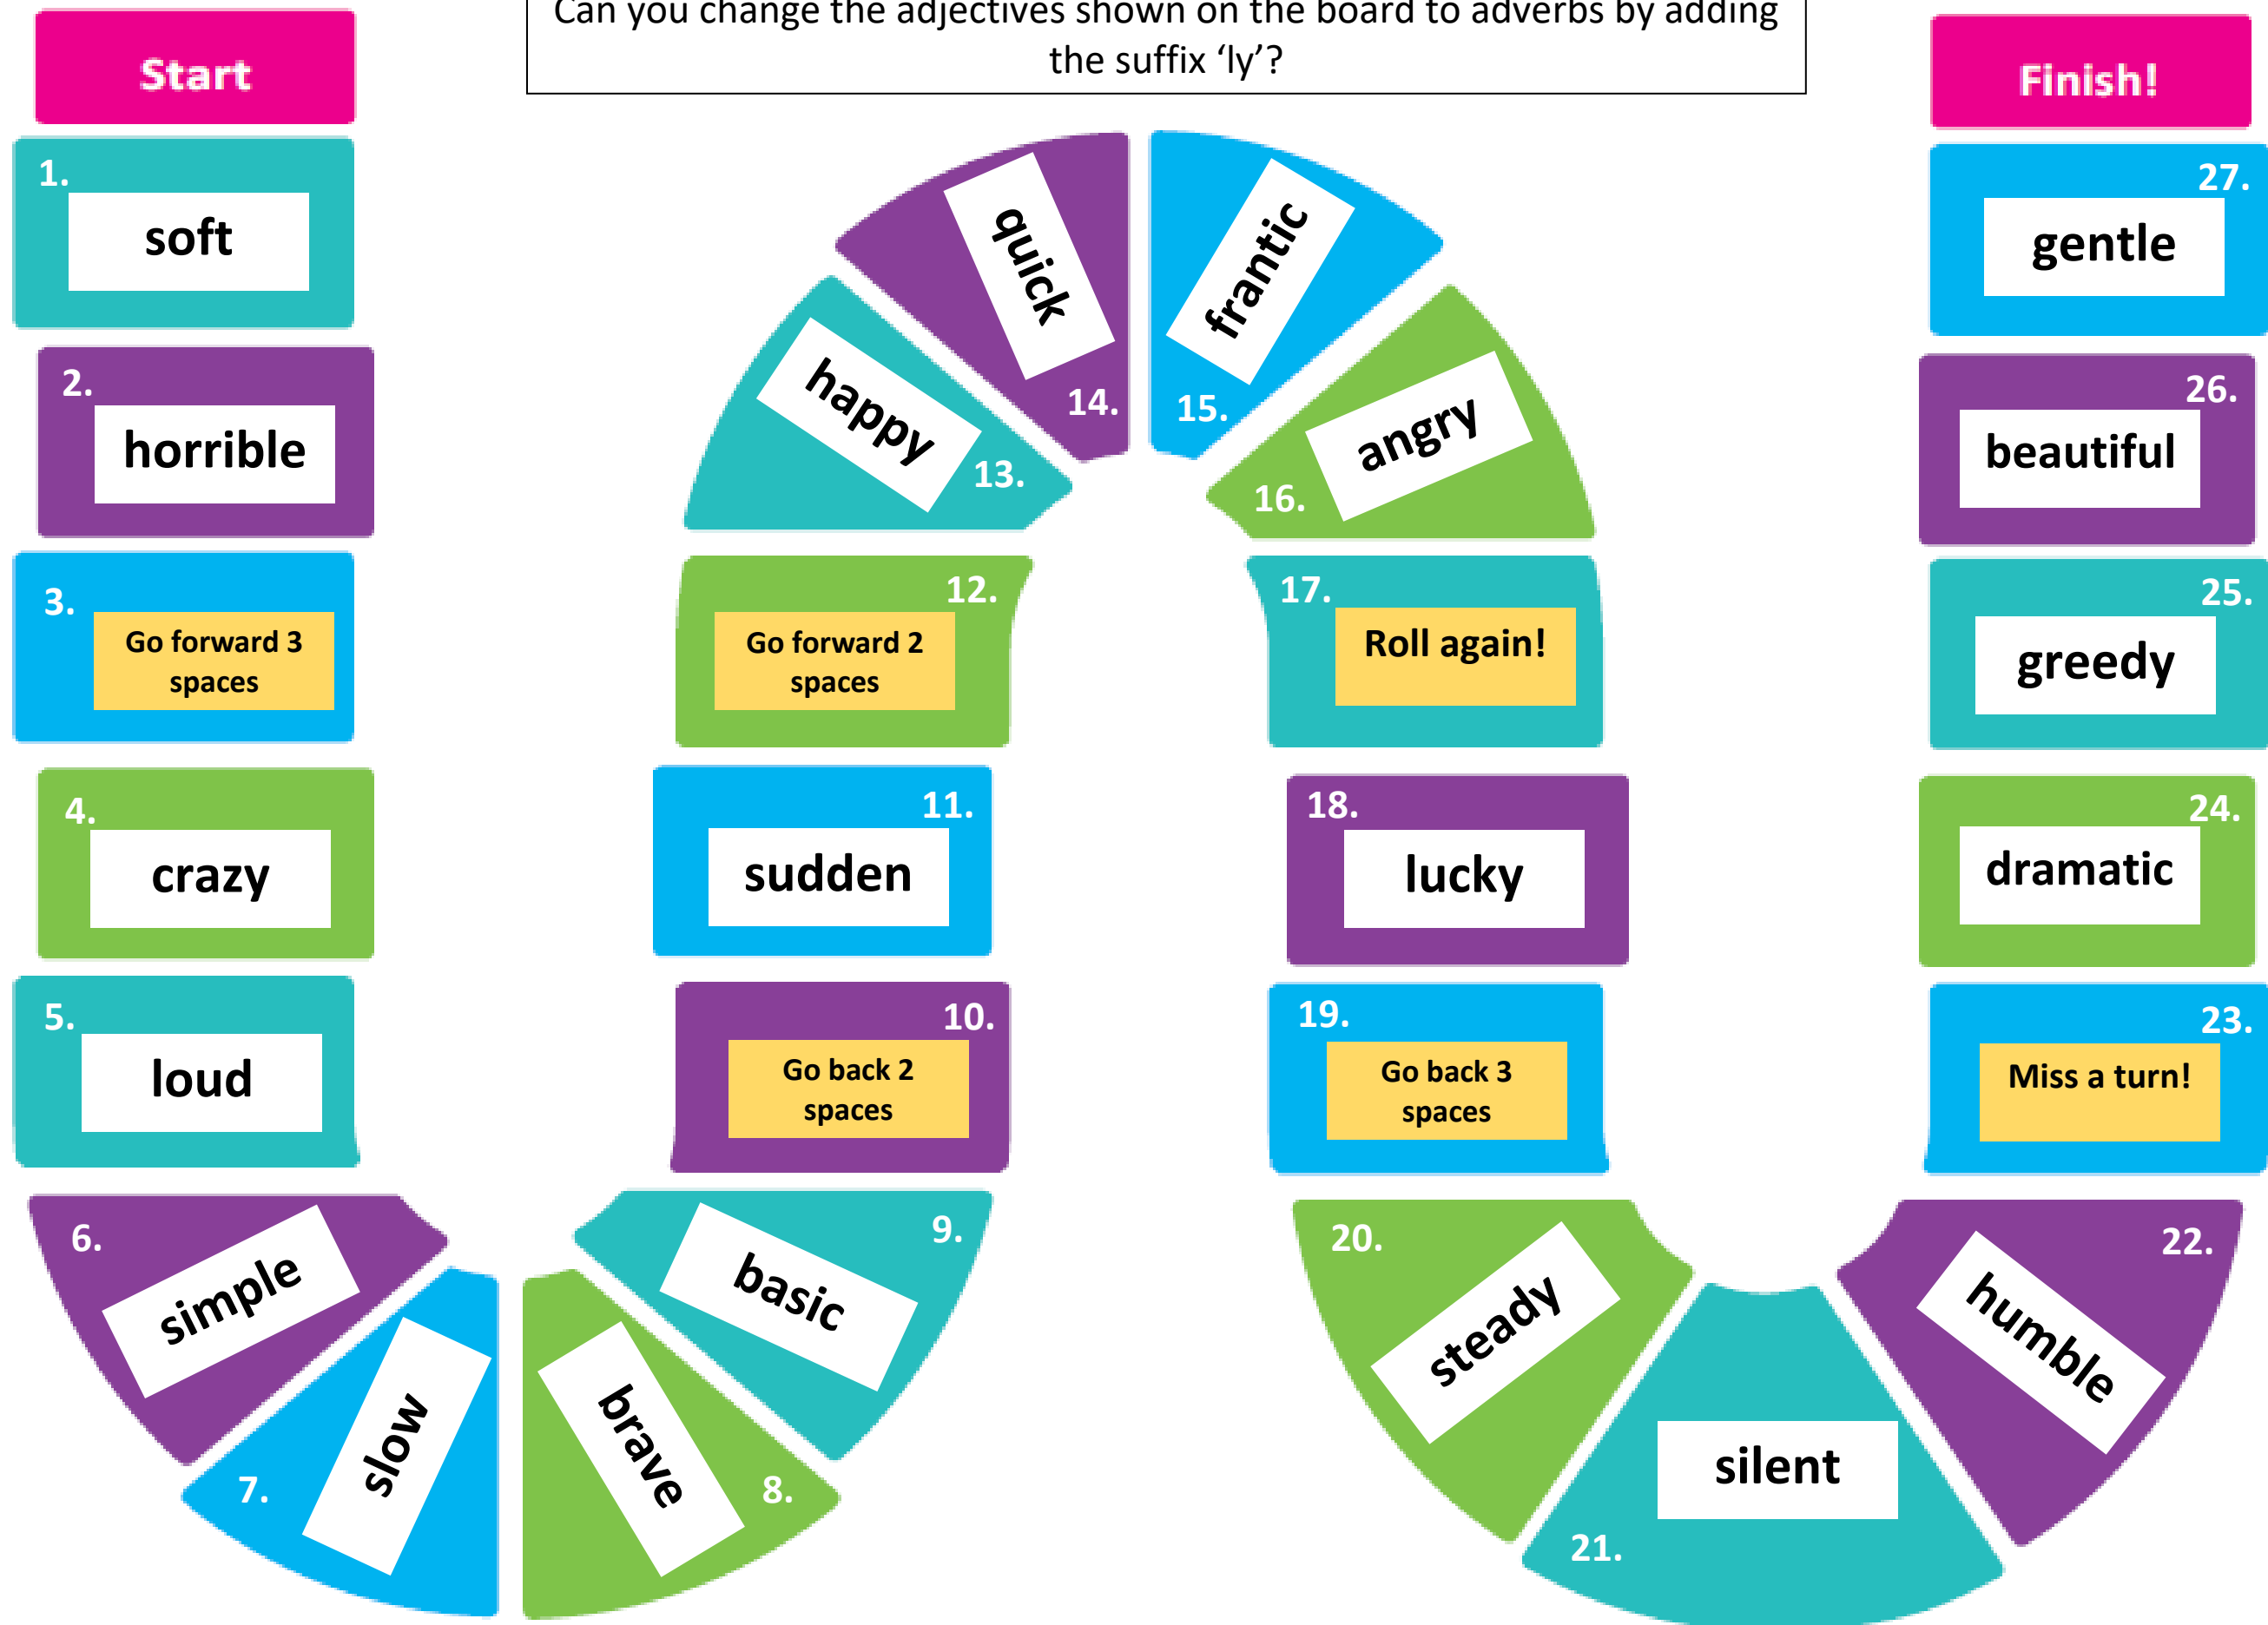 Can you change the adjectives shown on the board to adverbs by adding
the suffix ‘ly’?
Start
1.
soft
2.
horrible
3.
Go forward 3
spaces
4.
crazy
5.
loud
6.
simple
7.
slow
8.
brave
9.
basic
10.
Go back 2
spaces
11.
sudden
12.
Go forward 2
spaces
13.
happy
14.
quick
15.
frantic
16.
angry
17.
Roll again!
18.
lucky
19.
Go back 3
spaces
20.
steady
21.
silent
22.
humble
23.
Miss a turn!
24.
dramatic
25.
greedy
26.
beautiful
27.
gentle
Finish!